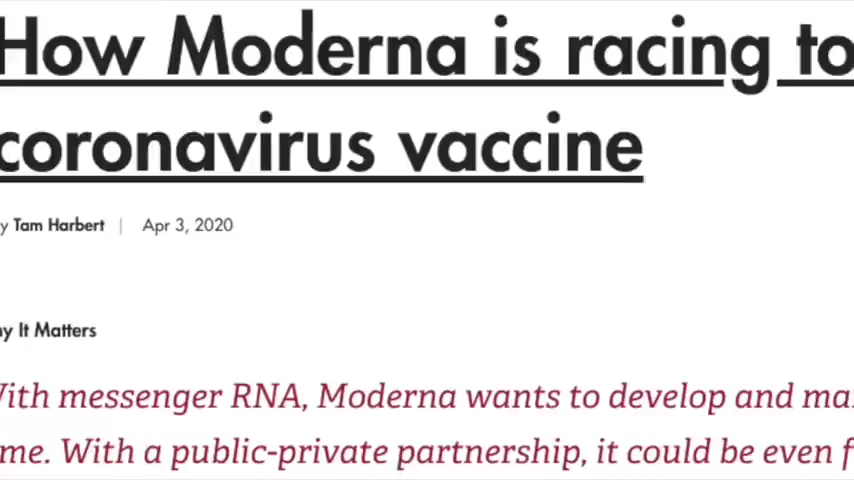 How Moderna is racing to
coronavirus vaccine
y Tam Harbert | Apr 3, 2020
y It Matters
ith messenger RNA, Moderna wants to develop and ma
me. With a public-private partnership, it could be even f